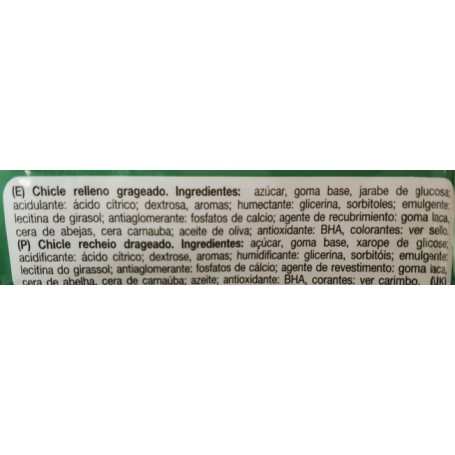 (E) Chicle relleno grageado. Ingredientes: azúcar, goma base, jarabe de glucosa;
acidulante: ácido cítrico; dextrosa, aromas; humectante: glicerina, sorbitoles; emulgente:
lecitina de girasol; antiaglomerante: fosfatos de calcio; agente de recubrimiento: goma laca,
cera de abejas, cera carnauba; aceite de oliva; antioxidante: BHA, colorantes: ver sello.
(P) Chicle recheio drageado. Ingredientes: açúcar, goma base, xarope de glicose;
acidificante: ácido cítrico; dextrose, aromas; humidificante: glicerina, sorbitóis; emulgente:
lecitina do girassol; antiaglomerante: fosfatos de cálcio; agente de revestimento: goma laca,
cera de abelha, cera de carnaúba; azeite; antioxidante: BHA, corantes: ver carimbo. (UK)